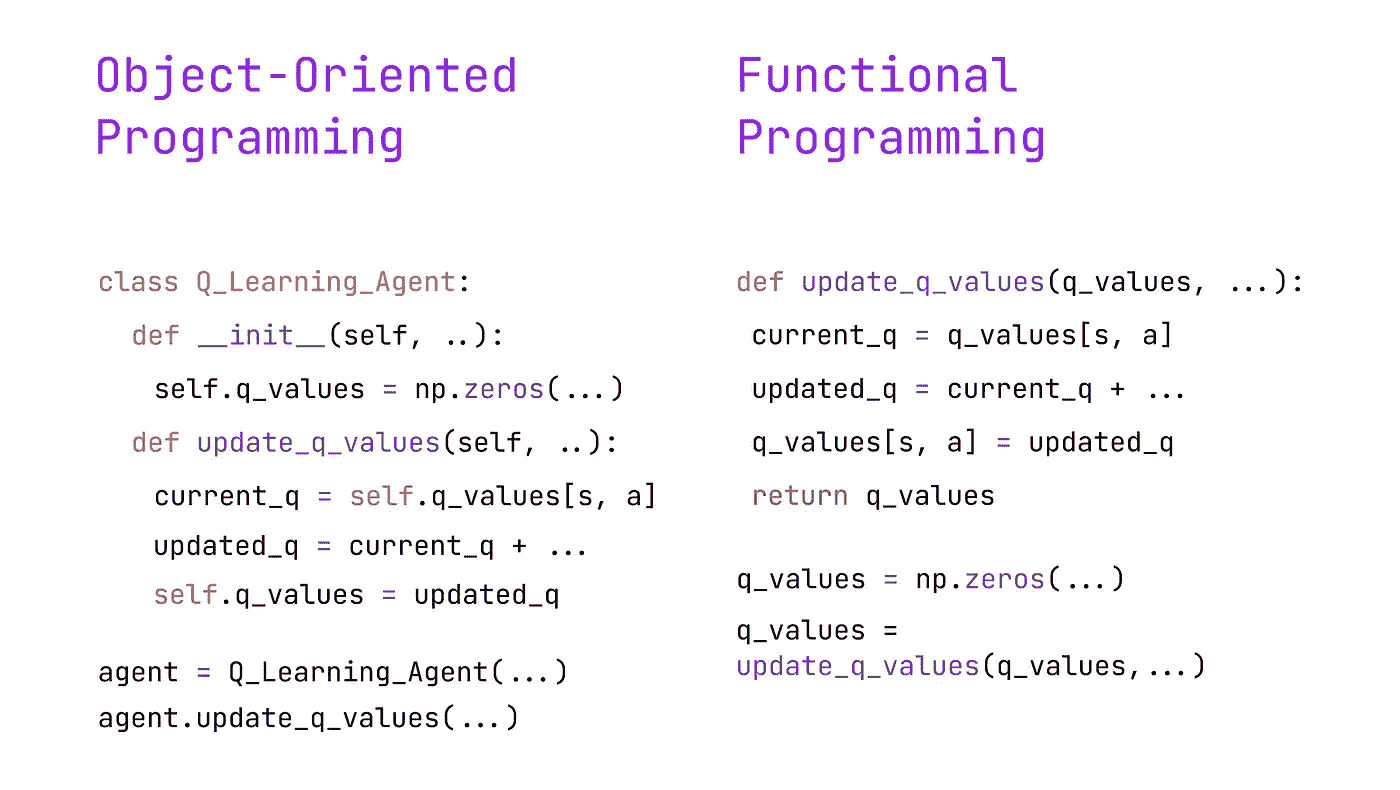 Object-Oriented
Programming
class Q_Learning_Agent:
def __init__(self, ..):
self.q_values = np.zeros(...)
def update_q_values(self, ..):
current_q = self.q_values[s, a]
updated_q = current_q + ...
self.q_values = updated_q
agent = Q_Learning_Agent(...)
agent.update_q_values(...)
Functional
Programming
def update_q_values(q_values, ...):
current_q = q_values[s, a]
updated_q = current_q + ...
q_values[s, a] = updated_q
return q_values
q_values = np.zeros(...)
q_values =
update_q_values(q_values,...)